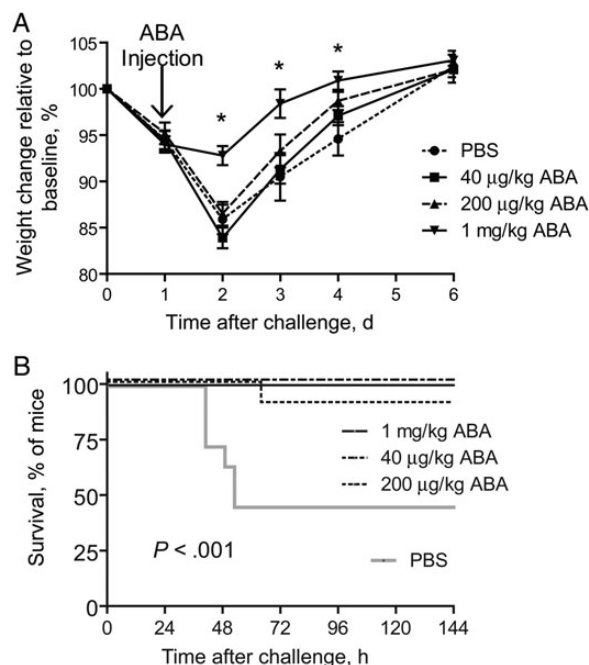 A
ABA
Injection
Weight change relative to
baseline, %
105
100
95
90
85
80
*
*
*
PBS
40 µg/kg ABA
200 µg/kg ABA
1 mg/kg ABA
0
1
2
3
4
5
6
Time after challenge, d
B
Survival, % of mice
100
75
50
25
0
1 mg/kg ABA
40 µg/kg ABA
200 µg/kg ABA
P < .001
PBS
0
24
48
72
96
120
144
Time after challenge, h